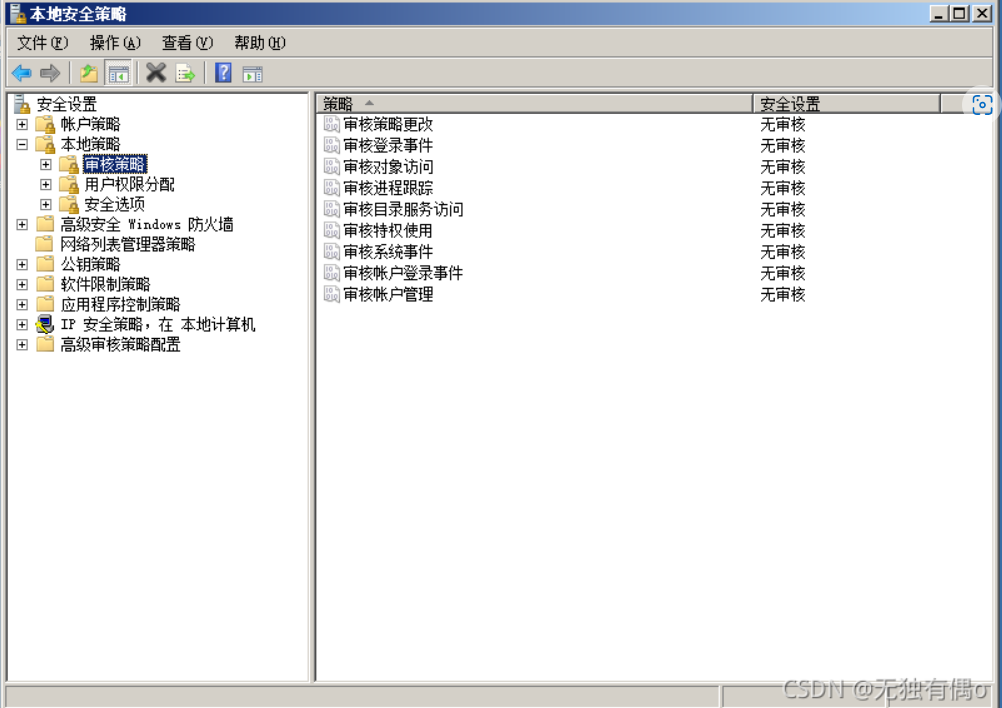 本地安全策略
文件(F) 操作(A) 查看(V) 帮助(H)
安全设置
帐户策略
本地策略
审核策略
用户权限分配
安全选项
高级安全 Windows 防火墙
网络列表管理器策略
公钥策略
软件限制策略
应用程序控制策略
IP 安全策略，在 本地计算机
高级审核策略配置
策略 安全设置
审核策略更改 无审核
审核登录事件 无审核
审核对象访问 无审核
审核进程跟踪 无审核
审核目录服务访问 无审核
审核特权使用 无审核
审核系统事件 无审核
审核帐户登录事件 无审核
审核帐户管理 无审核
CSDN @无独有偶o